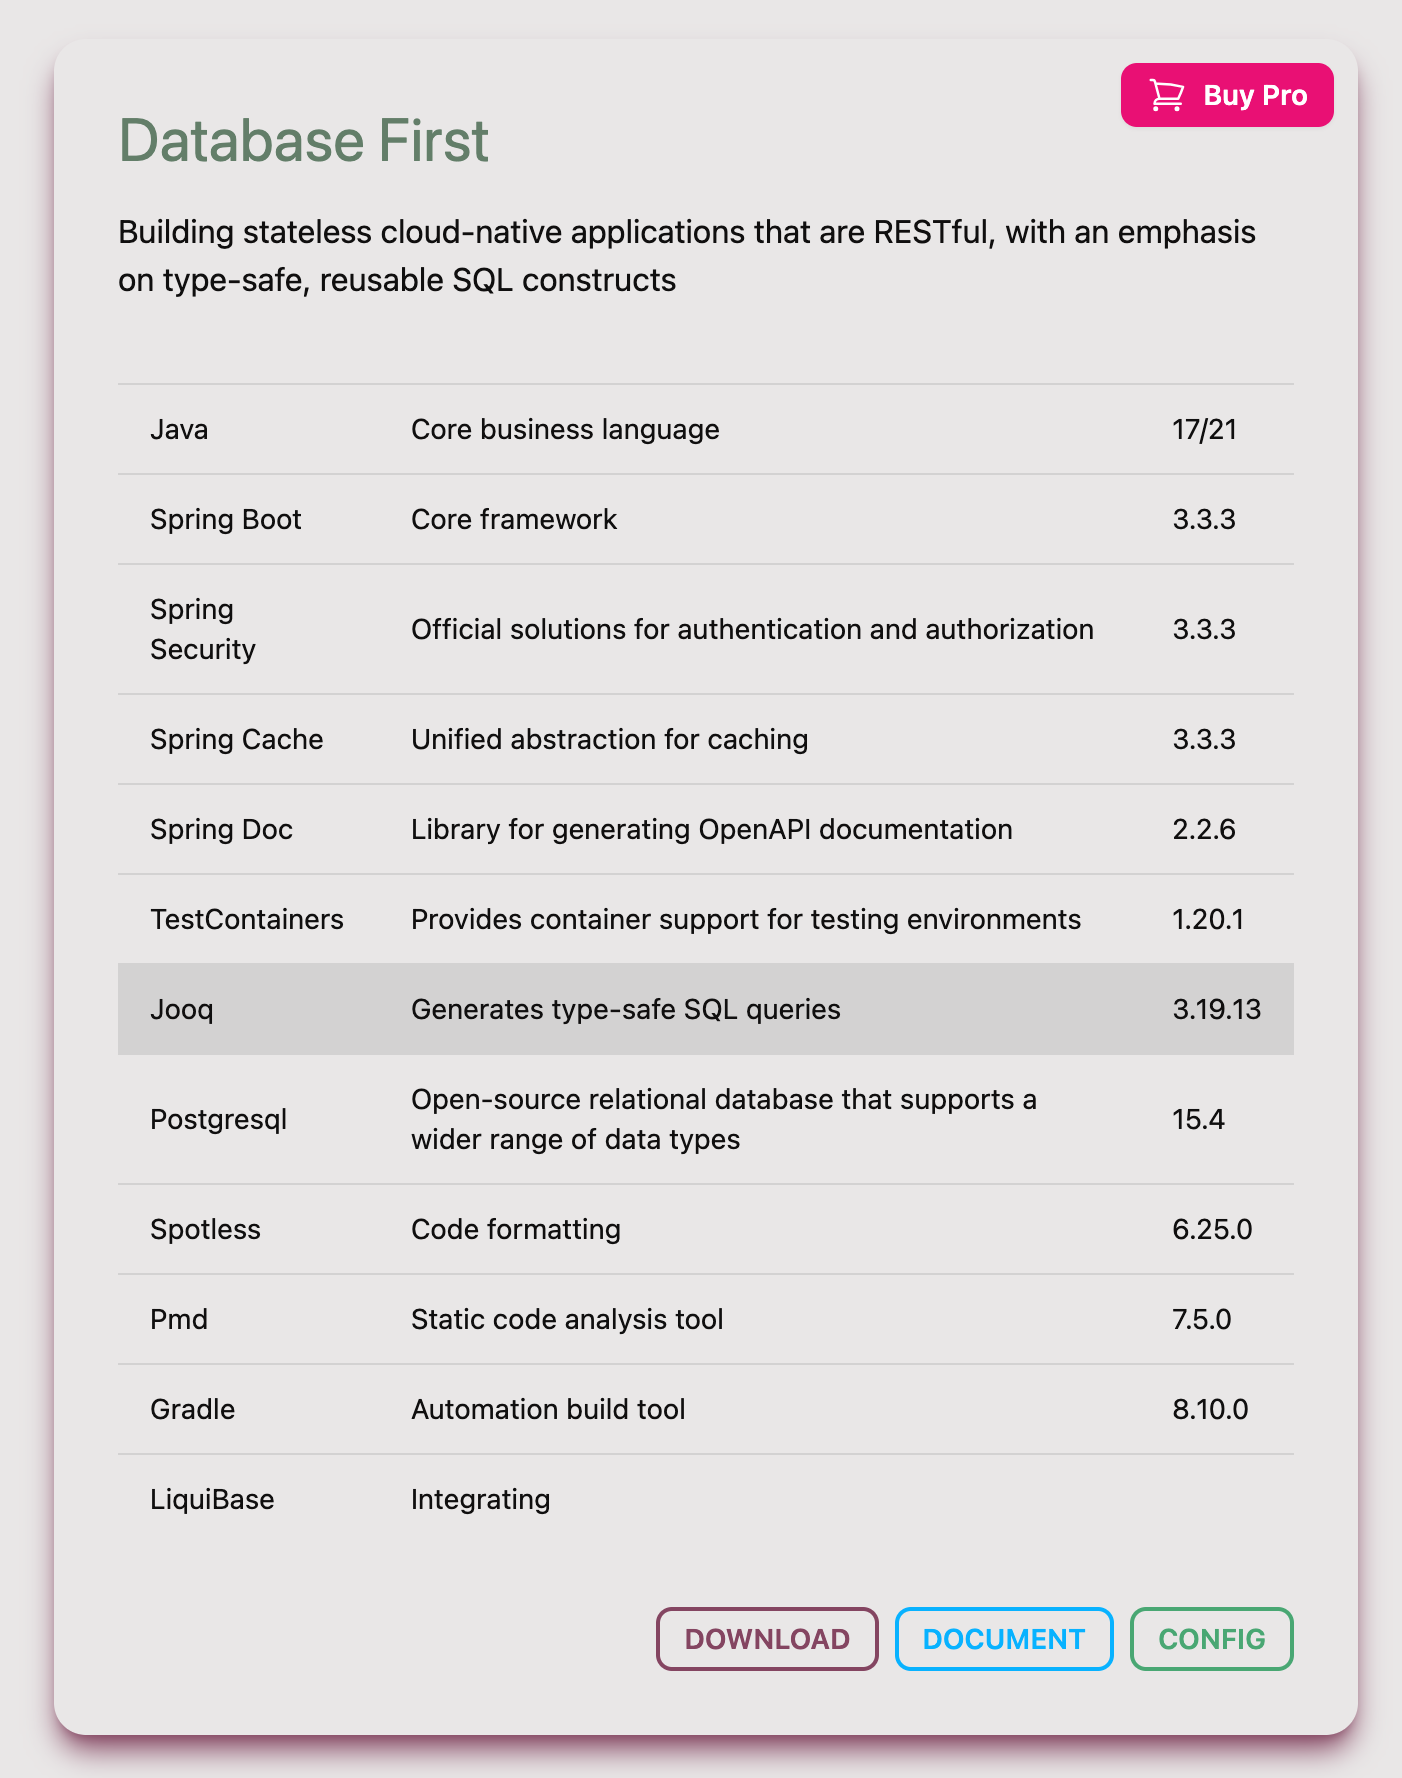 Buy Pro
Database First
Building stateless cloud-native applications that are RESTful, with an emphasis
on type-safe, reusable SQL constructs
Java Core business language 17/21
Spring Boot Core framework 3.3.3
Spring
Security
Official solutions for authentication and authorization 3.3.3
Spring Cache Unified abstraction for caching 3.3.3
Spring Doc Library for generating OpenAPI documentation 2.2.6
TestContainers Provides container support for testing environments 1.20.1
Jooq Generates type-safe SQL queries 3.19.13
Postgresql
Open-source relational database that supports a
wider range of data types
15.4
Spotless Code formatting 6.25.0
Pmd Static code analysis tool 7.5.0
Gradle Automation build tool 8.10.0
LiquiBase Integrating
DOWNLOAD DOCUMENT CONFIG